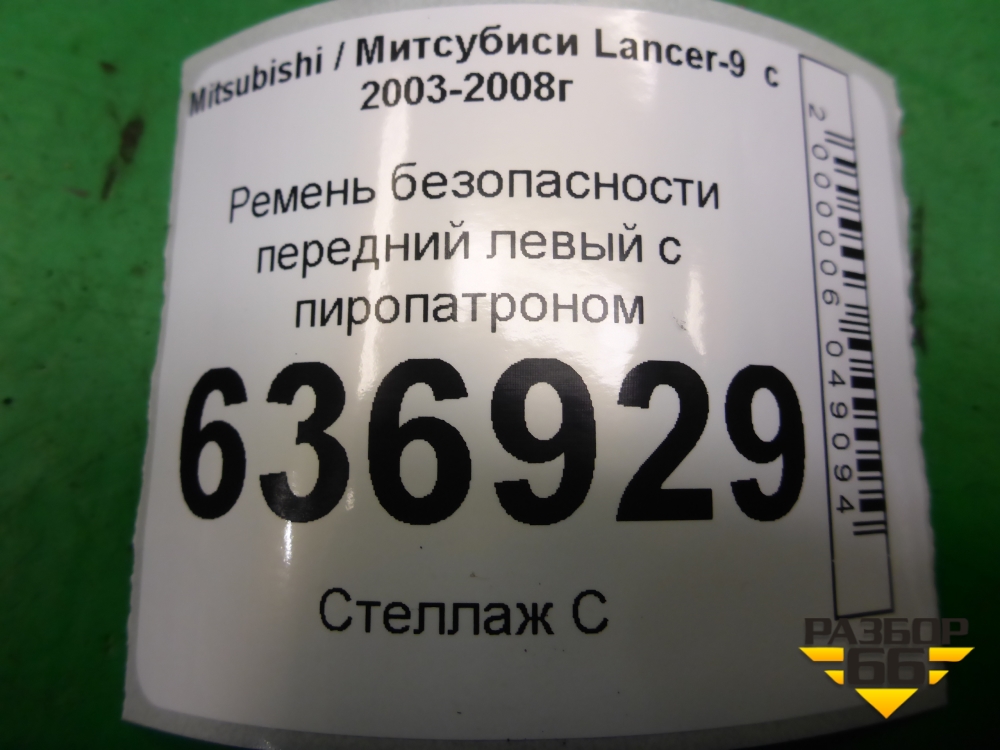 Mitsubishi / Митсубиси Lancer-9 с
2003-2008г
Ремень безопасности
передний левый с
пиропатроном
636929
Стеллаж С
2000006049094
РАЗБОР
66